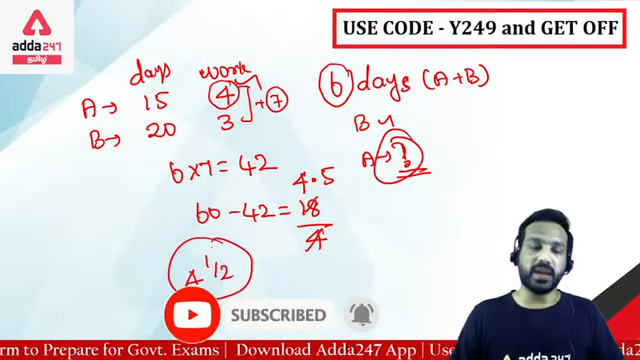 USE CODE - Y249 and GET OFF
adda247
தமிழ்
days work
A→ 15 4
B→ 20 3 +7
6 days (A+B)
B
A→ ?
6x7 = 42
4.5
60-42 = 18
4
4 1/2
SUBSCRIBED
rm to Prepare for Govt. Exams | Download Adda247 App | Use